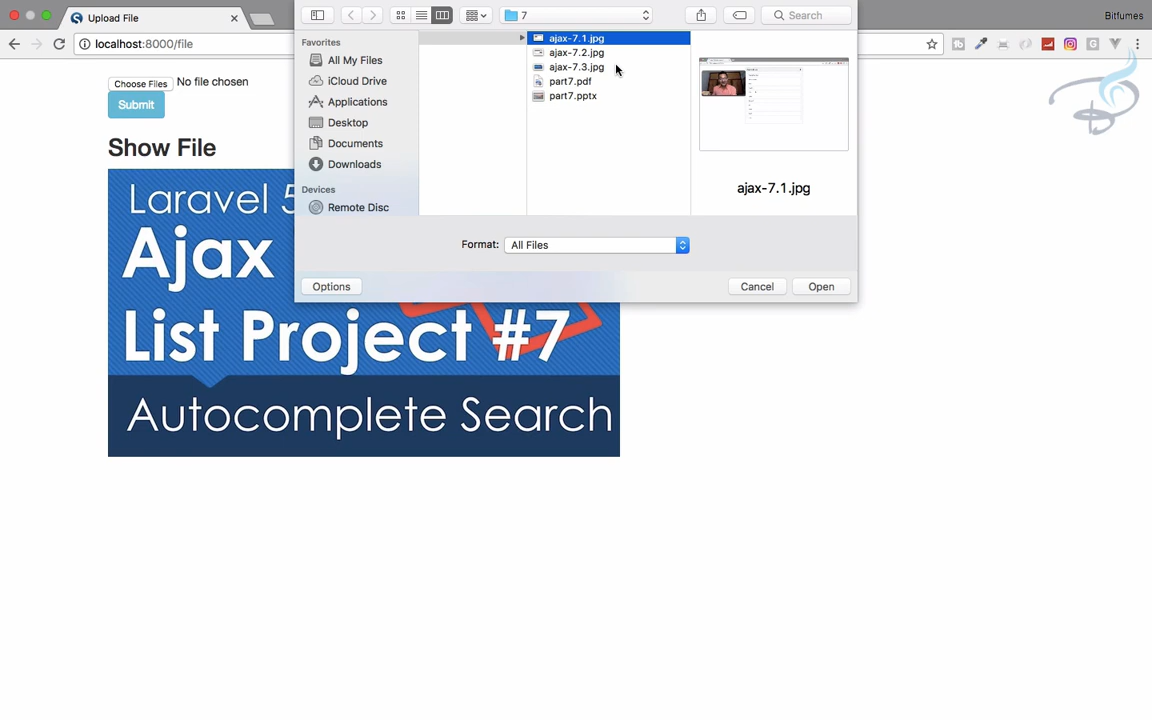 Upload File
7
Search
Bitfumes
localhost:8000/file
Favorites
All My Files
iCloud Drive
Applications
Desktop
Documents
Downloads
Devices
Remote Disc
ajax-7.1.jpg
ajax-7.2.jpg
ajax-7.3.jpg
part7.pdf
part7.pptx
ajax-7.1.jpg
Format: All Files
Options
Cancel
Open
Choose Files No file chosen
Submit
Show File
Laravel 5
Ajax
List Project #7
Autocomplete Search